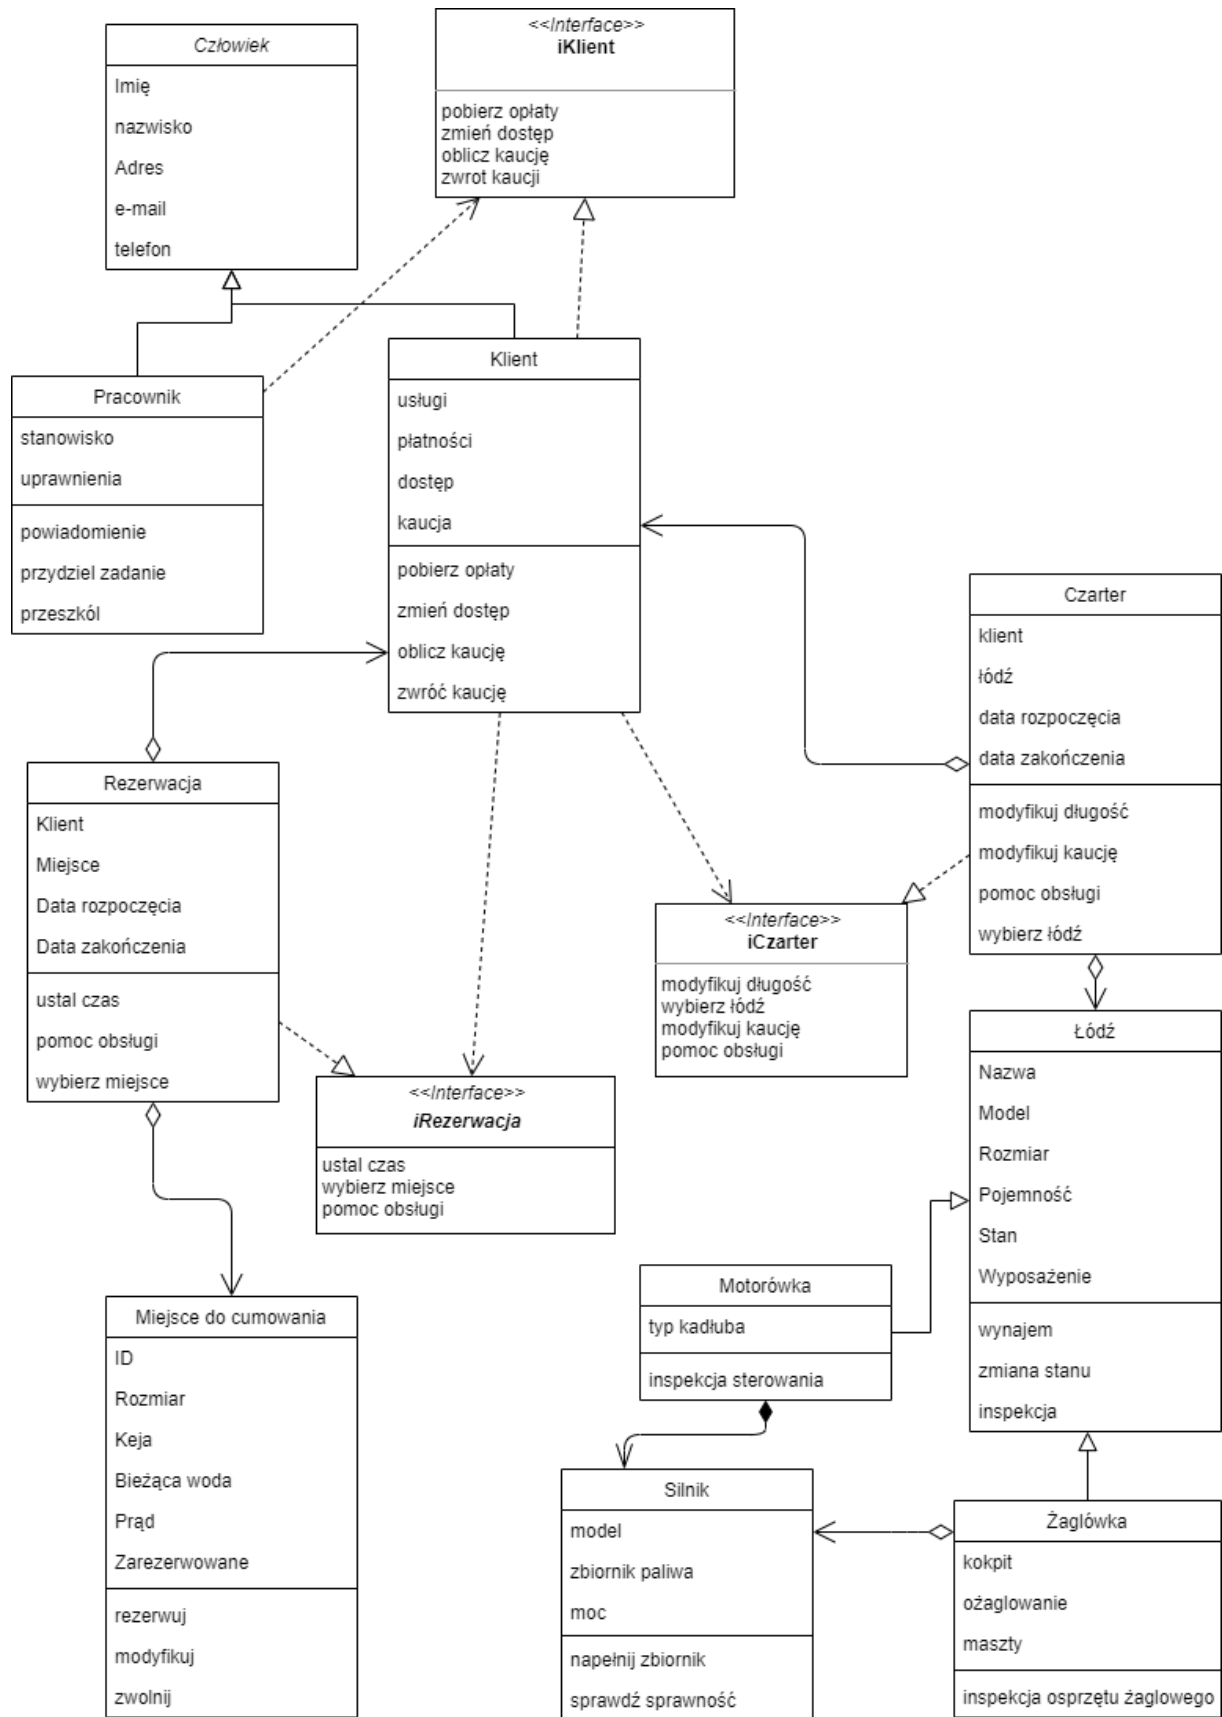 Człowiek
Imię
nazwisko
Adres
e-mail
telefon
<<Interface>>
iKlient
pobierz opłaty
zmień dostęp
oblicz kaucję
zwrot kaucji
Pracownik
stanowisko
uprawnienia
powiadomienie
przydziel zadanie
przeszkól
Klient
usługi
płatności
dostęp
kaucja
pobierz opłaty
zmień dostęp
oblicz kaucję
zwróć kaucję
Czarter
klient
łódź
data rozpoczęcia
data zakończenia
modyfikuj długość
modyfikuj kaucję
pomoc obsługi
wybierz łódź
Rezerwacja
Klient
Miejsce
Data rozpoczęcia
Data zakończenia
ustal czas
pomoc obsługi
wybierz miejsce
<<Interface>>
iCzarter
modyfikuj długość
wybierz łódź
modyfikuj kaucję
pomoc obsługi
<<Interface>>
iRezerwacja
ustal czas
wybierz miejsce
pomoc obsługi
Łódź
Nazwa
Model
Rozmiar
Pojemność
Stan
Wyposażenie
wynajem
zmiana stanu
inspekcja
Motorówka
typ kadłuba
inspekcja sterowania
Miejsce do cumowania
ID
Rozmiar
Keja
Bieżąca woda
Prąd
Zarezerwowane
rezerwuj
modyfikuj
zwolnij
Silnik
model
zbiornik paliwa
moc
napełnij zbiornik
sprawdź sprawność
Żaglówka
kokpit
ożaglowanie
maszty
inspekcja osprzętu żaglowego